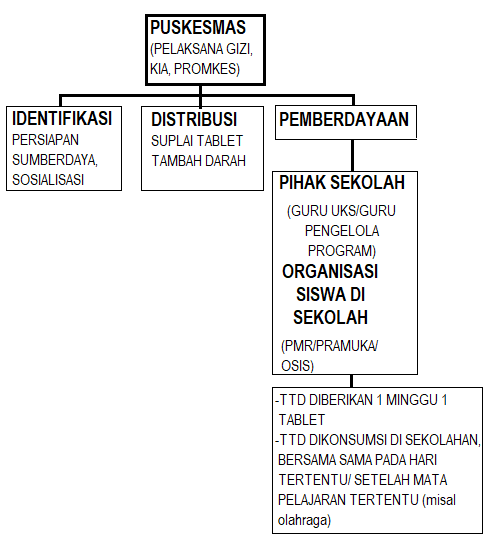 PUSKESMAS
(PELAKSANA GIZI,
KIA, PROMKES)
IDENTIFIKASI
PERSIAPAN
SUMBERDAYA,
SOSIALISASI
DISTRIBUSI
SUPLAI TABLET
TAMBAH DARAH
PEMBERDAYAAN
PIHAK SEKOLAH
(GURU UKS/GURU
PENGELOLA
PROGRAM)
ORGANISASI
SISWA DI
SEKOLAH
(PMR/PRAMUKA/
OSIS)
-TTD DIBERIKAN 1 MINGGU 1
TABLET
-TTD DIKONSUMSI DI SEKOLAHAN,
BERSAMA SAMA PADA HARI
TERTENTU/ SETELAH MATA
PELAJARAN TERTENTU (misal
olahraga)